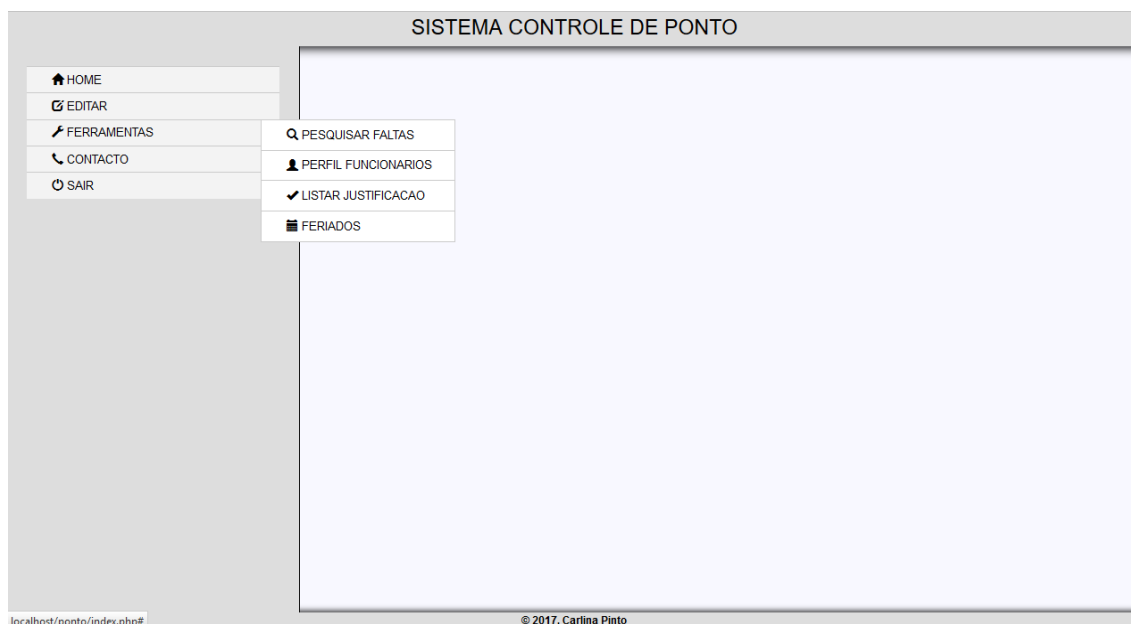 SISTEMA CONTROLE DE PONTO
HOME
EDITAR
FERRAMENTAS
CONTACTO
SAIR
PESQUISAR FALTAS
PERFIL FUNCIONARIOS
LISTAR JUSTIFICACAO
FERIADOS
localhost/ponto/index.php#
© 2017. Carlina Pinto